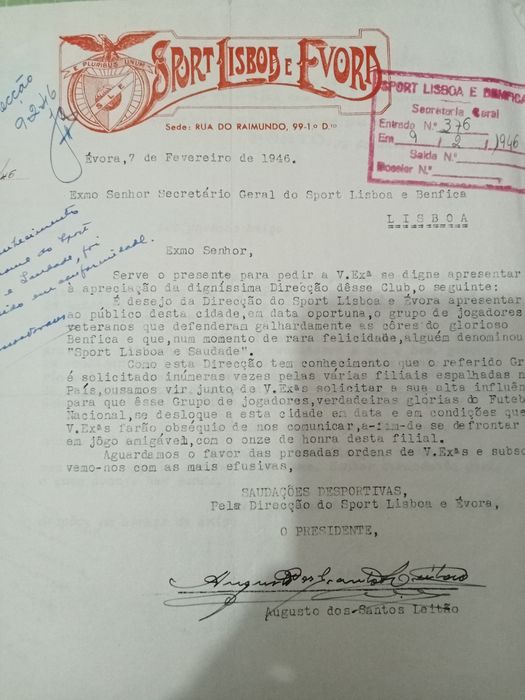 E PLURIBUS UNUM
SPORT LISBOA E EVORA
Sede: RUA DO RAIMUNDO, 99-1.º D.to
9-2-46
SPORT LISBOA E BENFICA
Secretaria Geral
Entrada N.º 376
Em 9 / 2 / 1946
Saida N.º
Dossier N.º
Évora, 7 de Fevereiro de 1946.
Exmo Senhor Secretário Geral do Sport Lisboa e Benfica
LISBOA
Exmo Senhor,
Serve o presente para pedir a V.Exª se digne apresentar
à apreciação da digníssima Direcção dêsse Club, o seguinte:
É desejo da Direcção do Sport Lisboa e Évora apresentar
ao público desta cidade, em data oportuna, o grupo de jogadores
veteranos que defenderam galhardamente as côres do glorioso
Benfica e que, num momento de rara felicidade, alguém denominou
"Sport Lisboa e Saudade".
Como esta Direcção tem conhecimento que o referido Gr
é solicitado inúmeras vezes pelas várias filiais espalhadas n
País, ousamos vir junto de V.Exªs solicitar a sua alta influên
para que êsse Grupo de jogadores, verdadeiras glorias do Futeb
Nacional, se desloque a esta cidade em data e em condições que
V.Exªs farão obséquio de nos comunicar, a-fim-de se defrontar
em jôgo amigável, com o onze de honra desta filial.
Aguardamos o favor das presadas ordens de V.Exªs e subsc
vemo-nos com as mais efusivas,
SAUDAÇÕES DESPORTIVAS,
Pela Direcção do Sport Lisboa e Évora,
O PRESIDENTE,
Augusto dos Santos Leitão